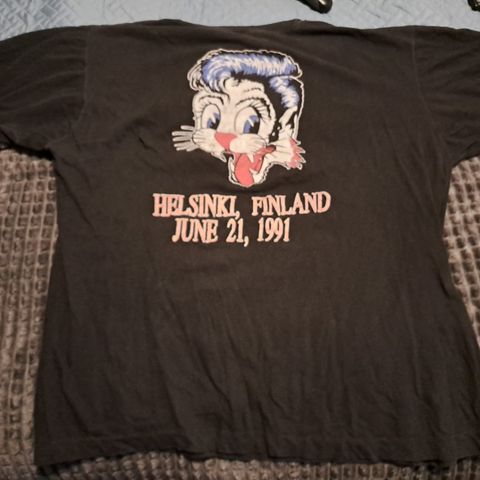 HELSINKI, FINLAND
JUNE 21, 1991